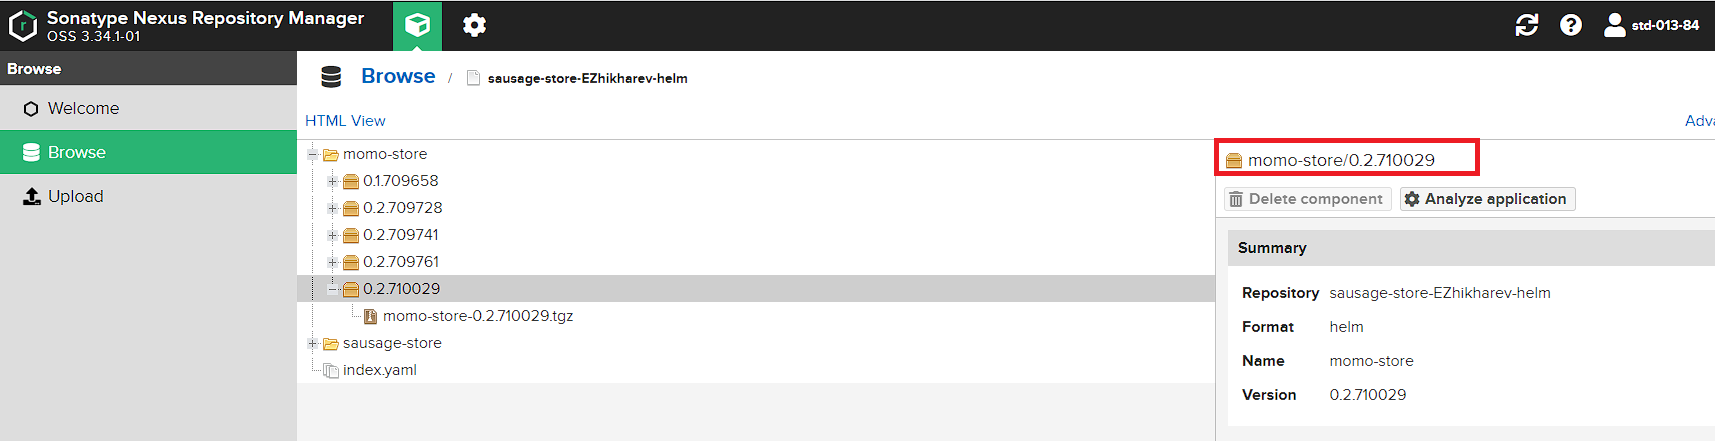 Sonatype Nexus Repository Manager
OSS 3.34.1-01
std-013-84
Browse
Welcome
Browse
Upload
Browse / sausage-store-EZhikharev-helm
HTML View
Adva
momo-store
0.1.709658
0.2.709728
0.2.709741
0.2.709761
0.2.710029
momo-store-0.2.710029.tgz
sausage-store
index.yaml
momo-store/0.2.710029
Delete component Analyze application
Summary
Repository sausage-store-EZhikharev-helm
Format helm
Name momo-store
Version 0.2.710029